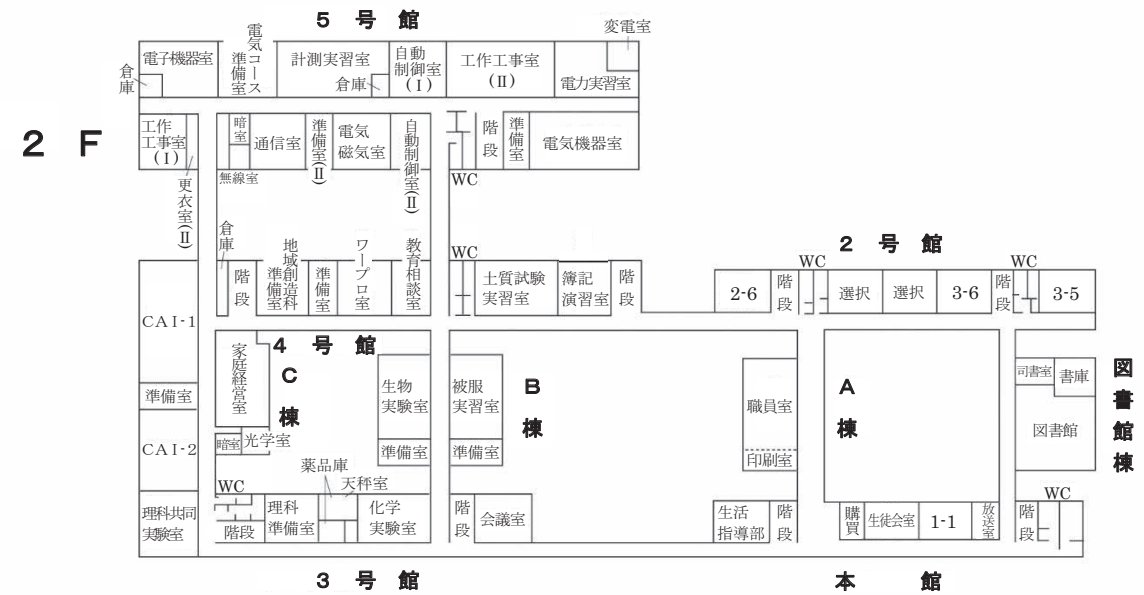 5 号 館
変電室
電子機器室
電気コース
準備室
計測実習室
自動
制御室
(I)
工作工事室
(II)
電力実習室
倉庫
倉庫
2 F
工作
工事室
(I)
暗室
通信室
準備室(II)
電気
磁気室
自動制御室(II)
階段
準備室
電気機器室
無線室
WC
更衣室(II)
倉庫
階段
地域創造科
準備室
準備室
ワープロ室
教育相談室
WC
土質試験
実習室
簿記
演習室
階段
2 号 館
WC
WC
2-6
階段
選択
選択
3-6
階段
3-5
CAI-1
4 号 館
家庭経営室
C
棟
生物
実験室
被服
実習室
B
棟
職員室
A
棟
司書室
書庫
図書館
図書館棟
準備室
CAI-2
暗室
光学室
準備室
準備室
印刷室
薬品庫
天秤室
WC
WC
理科共同
実験室
階段
理科
準備室
化学
実験室
階段
会議室
生活
指導部
階段
購買
生徒会室
1-1
放送室
階段
3 号 館
本 館